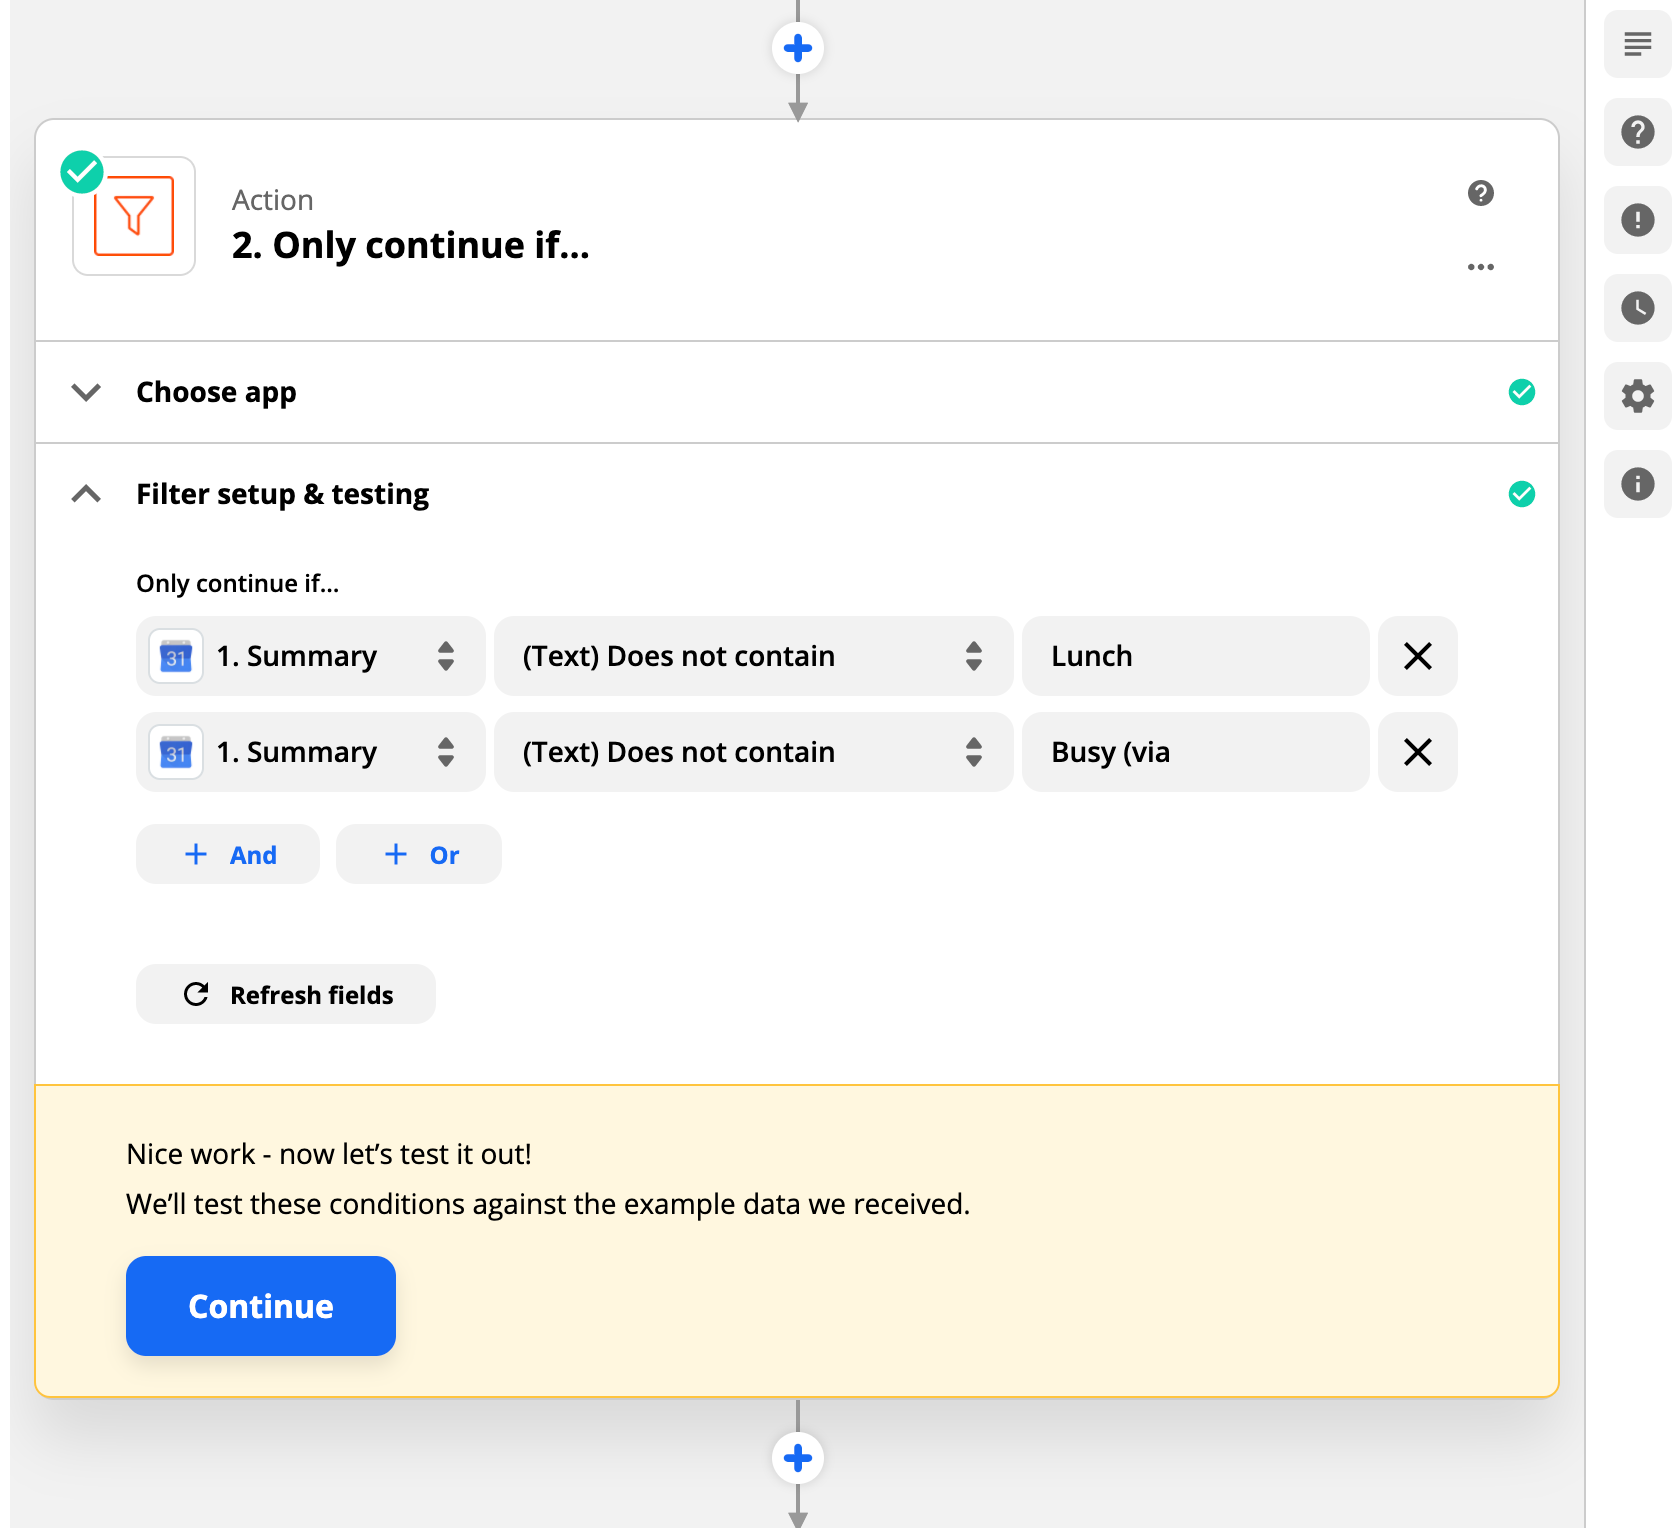 Action
2. Only continue if...
Choose app
Filter setup & testing
Only continue if...
31 1. Summary (Text) Does not contain Lunch
31 1. Summary (Text) Does not contain Busy (via
And Or
Refresh fields
Nice work - now let’s test it out!
We’ll test these conditions against the example data we received.
Continue